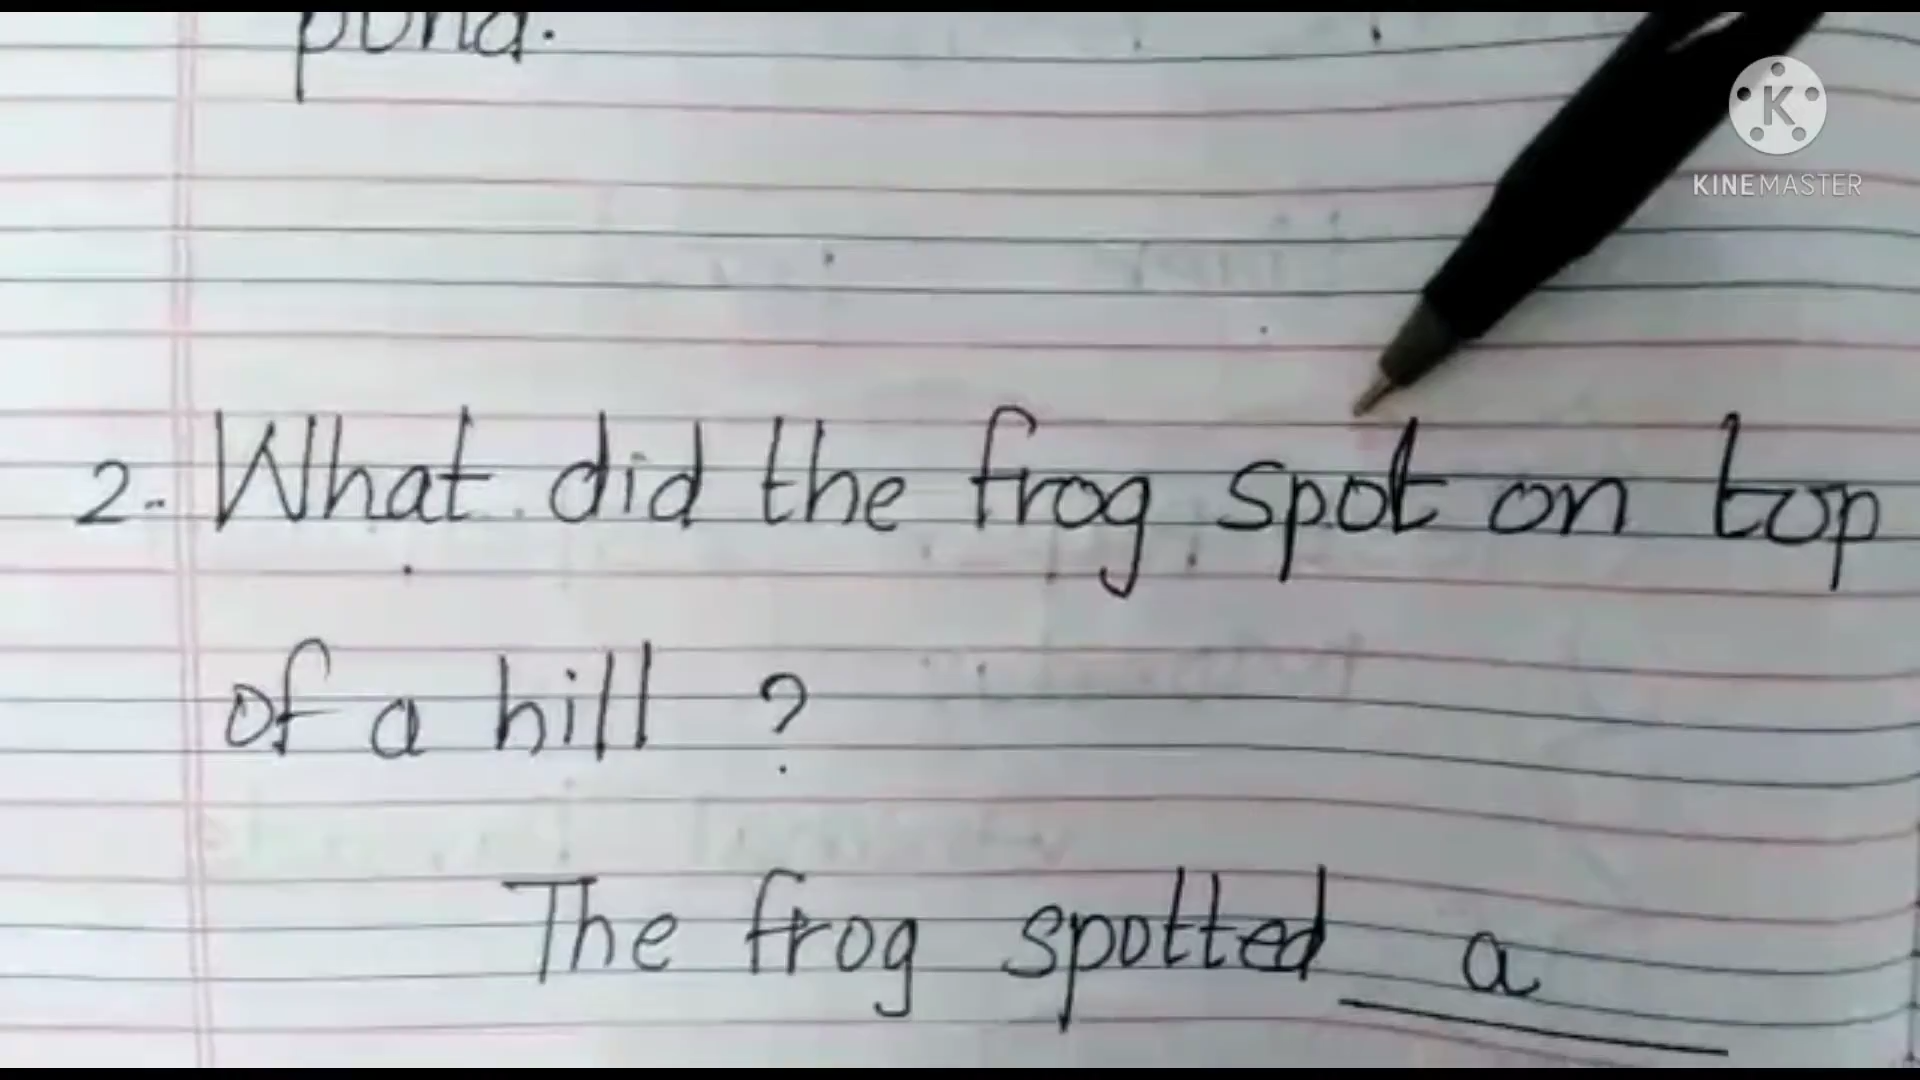 pond.
KINEMASTER
2. What did the frog spot on top
of a hill ?
The frog spotted a